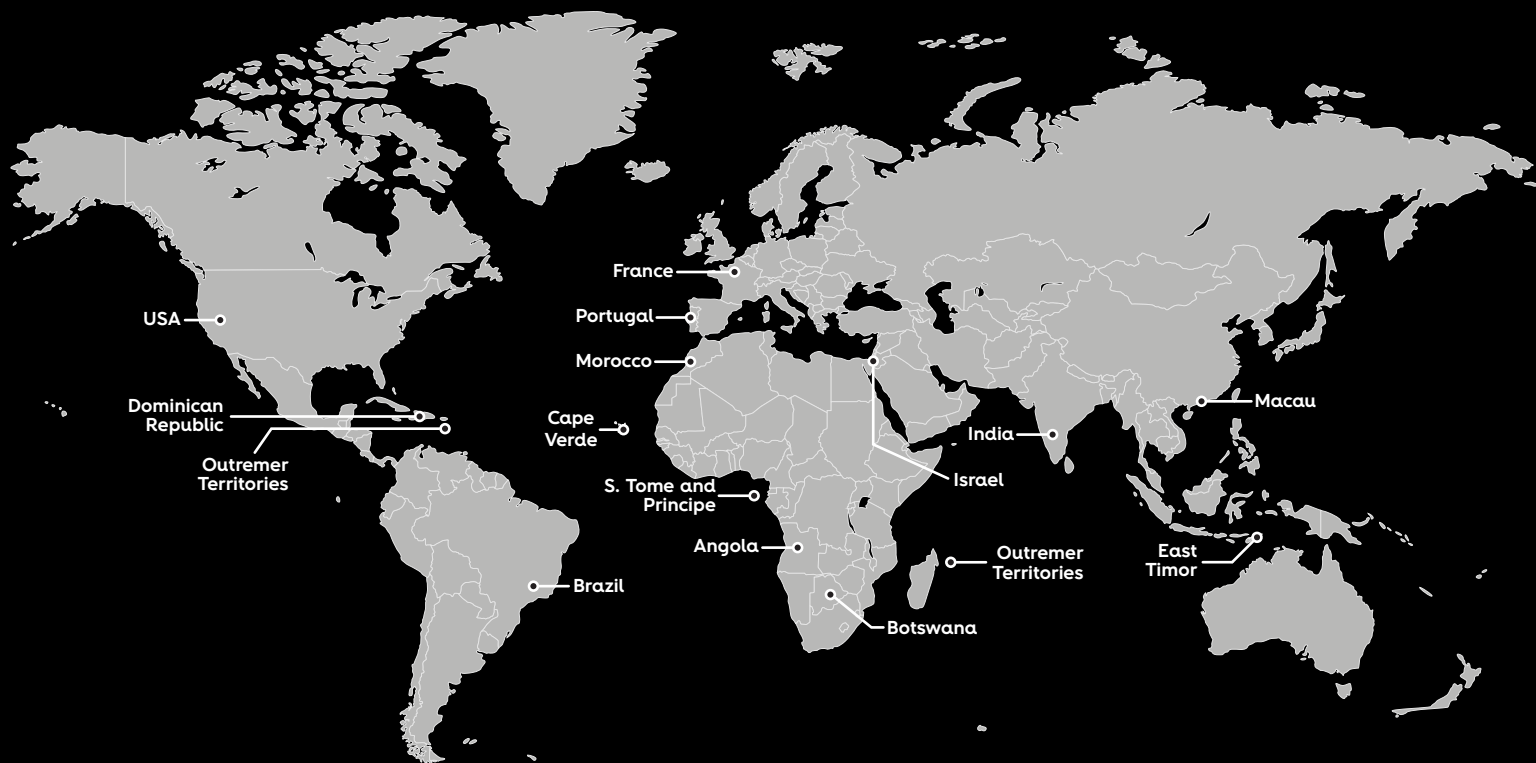 France
Portugal
USA
Morocco
Dominican
Republic
Macau
Cape
Verde
India
Outremer
Territories
Israel
S. Tome and
Principe
Angola
Outremer
Territories
East
Timor
Brazil
Botswana